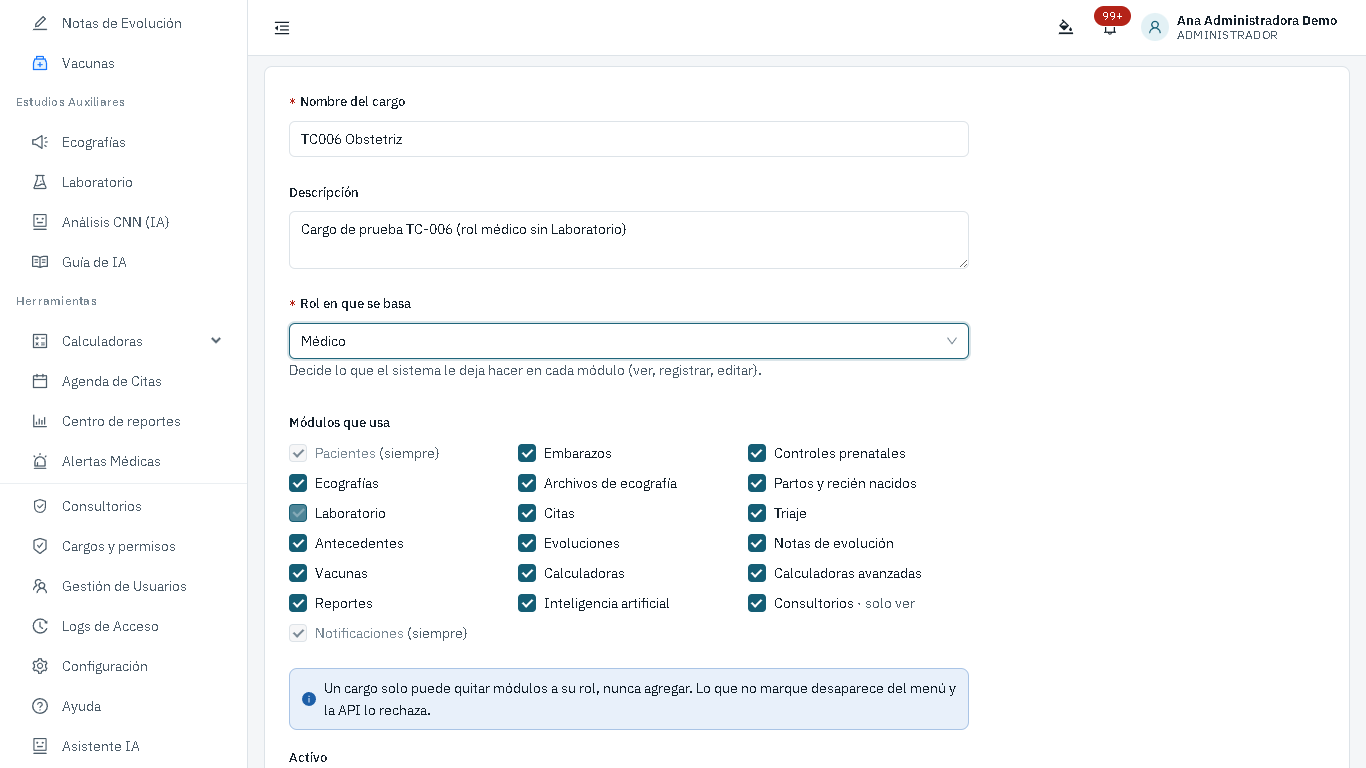 Notas de Evolución
Vacunas
Estudios Auxiliares
Ecografías
Laboratorio
Análisis CNN (IA)
Guía de IA
Herramientas
Calculadoras
Agenda de Citas
Centro de reportes
Alertas Médicas
Consultorios
Cargos y permisos
Gestión de Usuarios
Logs de Acceso
Configuración
Ayuda
Asistente IA
99+
Ana Administradora Demo
ADMINISTRADOR
* Nombre del cargo
TC006 Obstetriz
Descripción
Cargo de prueba TC-006 (rol médico sin Laboratorio)
* Rol en que se basa
Médico
Decide lo que el sistema le deja hacer en cada módulo (ver, registrar, editar).
Módulos que usa
Pacientes (siempre) Embarazos Controles prenatales
Ecografías Archivos de ecografía Partos y recién nacidos
Laboratorio Citas Triaje
Antecedentes Evoluciones Notas de evolución
Vacunas Calculadoras Calculadoras avanzadas
Reportes Inteligencia artificial Consultorios · solo ver
Notificaciones (siempre)
Un cargo solo puede quitar módulos a su rol, nunca agregar. Lo que no marque desaparece del menú y
la API lo rechaza.
Activo